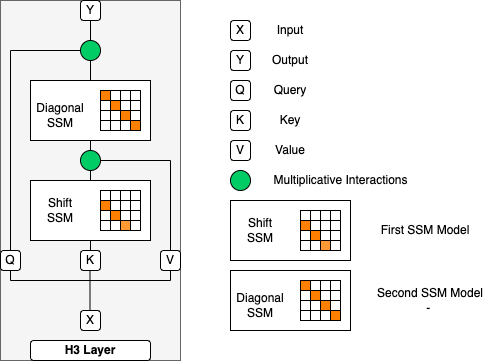 Y
Diagonal
SSM
Shift
SSM
Q
K
V
X
H3 Layer
X Input
Y Output
Q Query
K Key
V Value
Multiplicative Interactions
Shift
SSM
First SSM Model
Diagonal
SSM
Second SSM Model
-